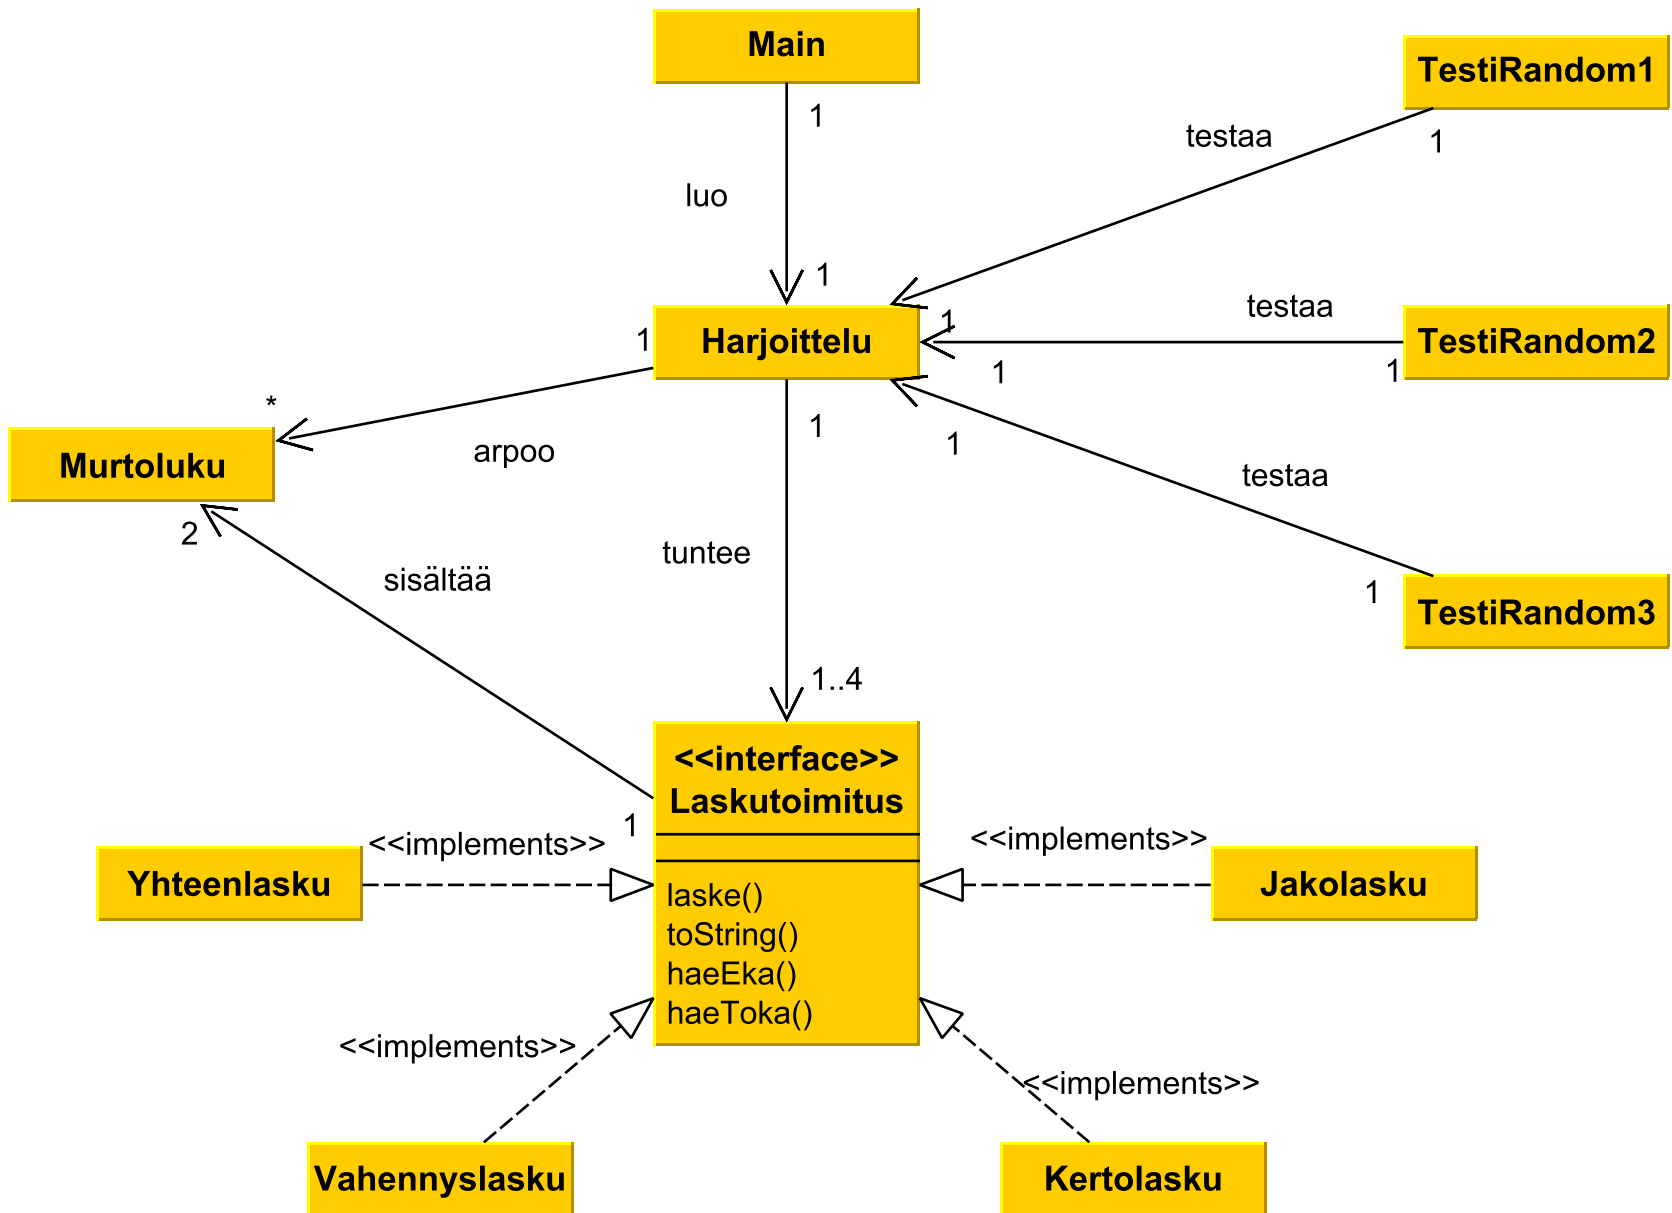 Main
TestiRandom1
1
testaa
1
luo
1
testaa
1
1
Harjoittelu
TestiRandom2
1
1
*
1
arpoo
1
Murtoluku
testaa
2
tuntee
sisältää
1
TestiRandom3
1..4
<<interface>>
Laskutoimitus
1
<<implements>>
<<implements>>
Yhteenlasku
Jakolasku
laske()
toString()
haeEka()
haeToka()
<<implements>>
<<implements>>
Vahennyslasku
Kertolasku